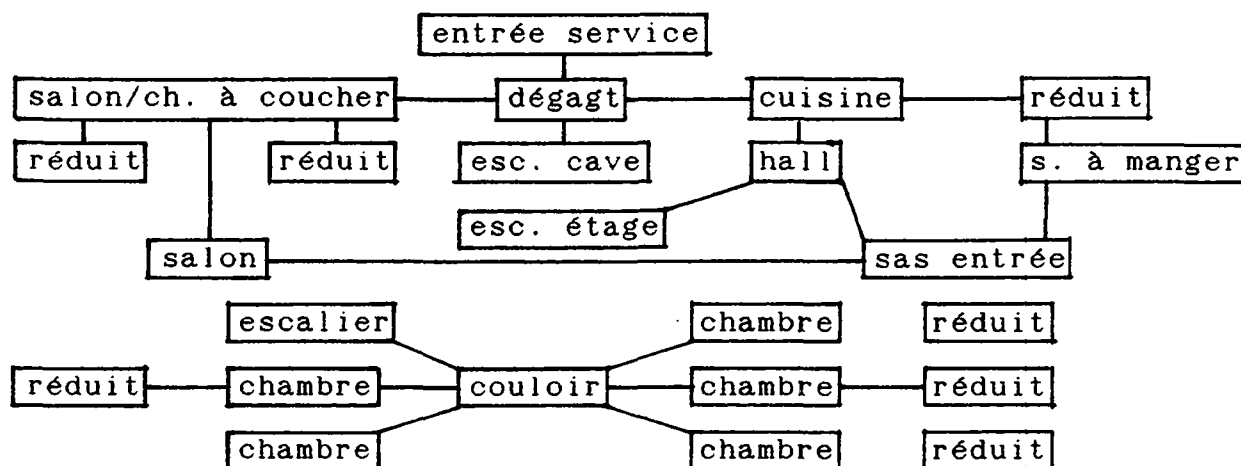 entrée service
salon/ch. à coucher dégagt cuisine réduit
réduit réduit esc. cave hall s. à manger
esc. étage
salon sas entrée
escalier chambre réduit
réduit chambre couloir chambre réduit
chambre chambre réduit